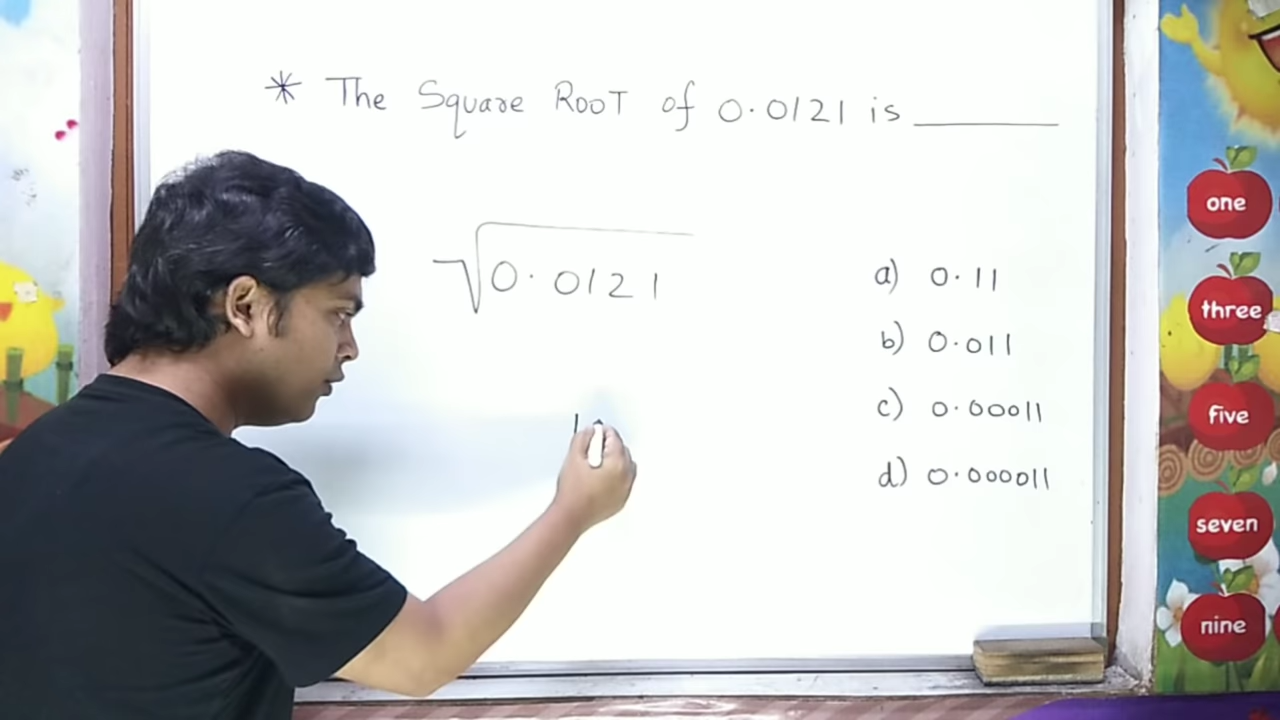 * The Square Root of 0.0121 is ______
√0.0121
a) 0.11
b) 0.011
c) 0.00011
d) 0.000011
one
three
five
seven
nine